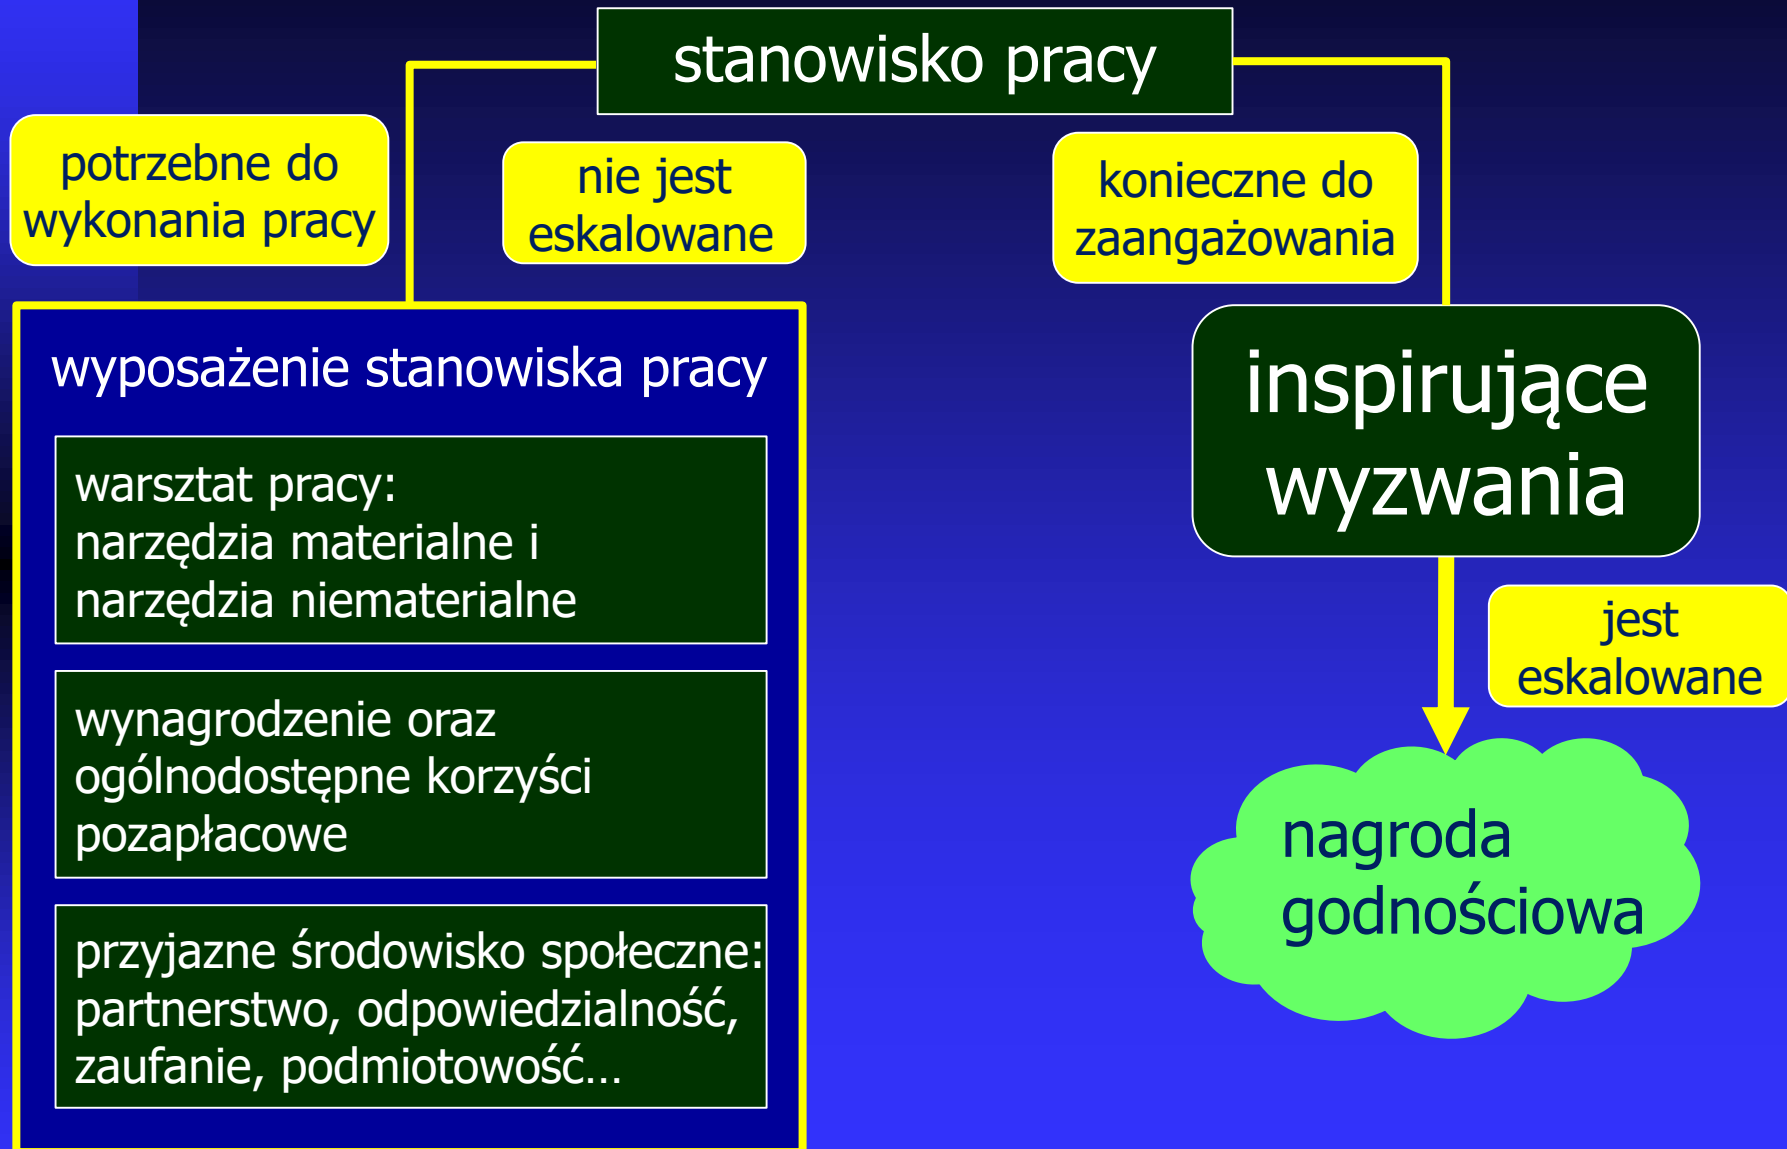 stanowisko pracy
potrzebne do
wykonania pracy
nie jest
eskalowane
konieczne do
zaangażowania
wyposażenie stanowiska pracy
warsztat pracy:
narzędzia materialne i
narzędzia niematerialne
wynagrodzenie oraz
ogólnodostępne korzyści
pozapłacowe
przyjazne środowisko społeczne:
partnerstwo, odpowiedzialność,
zaufanie, podmiotowość…
inspirujące
wyzwania
jest
eskalowane
nagroda
godnościowa